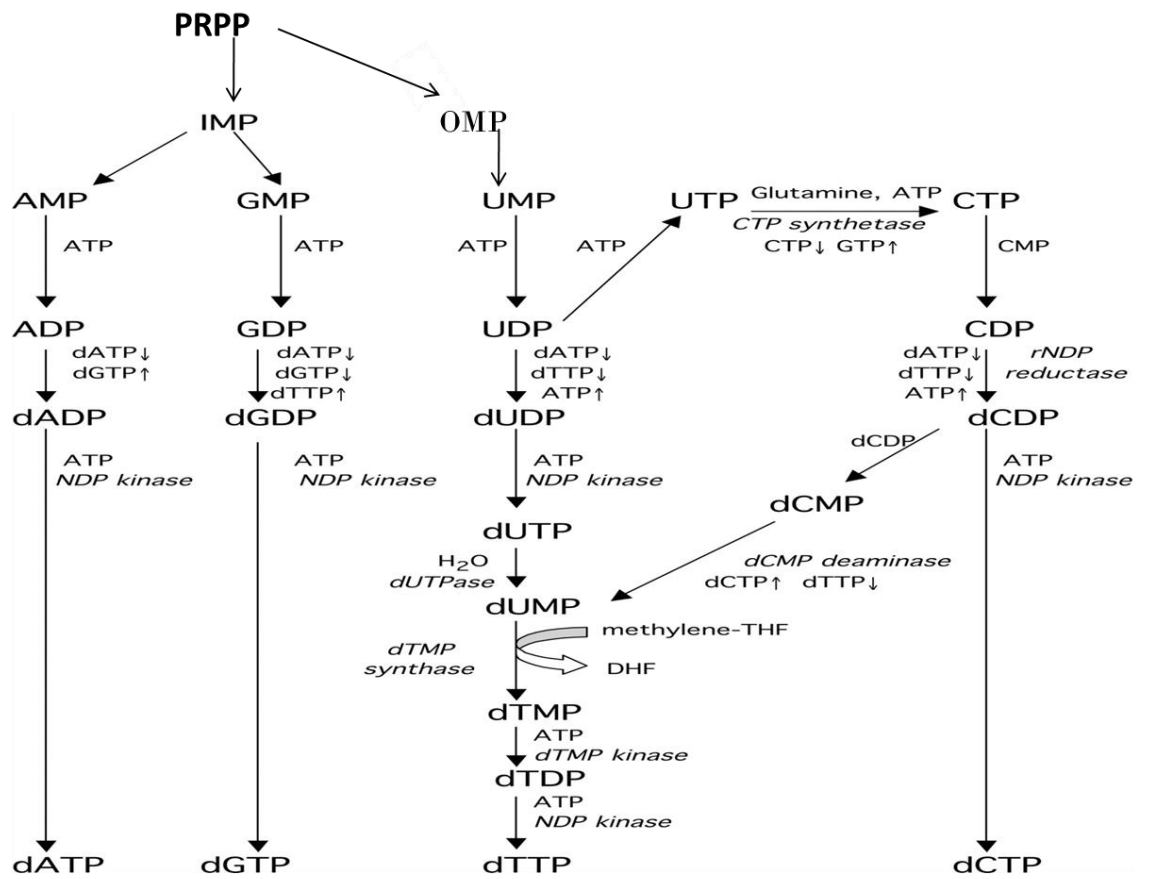 PRPP
IMP
OMP
AMP
GMP
UMP
UTP
Glutamine, ATP
CTP synthetase
CTP↓ GTP↑
CTP
ATP
ATP
ATP
ATP
CMP
ADP
GDP
UDP
CDP
dATP↓
dGTP↑
dATP↓
dGTP↓
dTTP↑
dATP↓
dTTP↓
ATP↑
dATP↓
dTTP↓
ATP↑
rNDP
reductase
dADP
dGDP
dUDP
dCDP
ATP
NDP kinase
ATP
NDP kinase
ATP
NDP kinase
dCDP
ATP
NDP kinase
dCMP
dUTP
H₂O
dUTPase
dCMP deaminase
dCTP↑ dTTP↓
dUMP
methylene-THF
dTMP
synthase
DHF
dTMP
ATP
dTMP kinase
dTDP
ATP
NDP kinase
dATP
dGTP
dTTP
dCTP